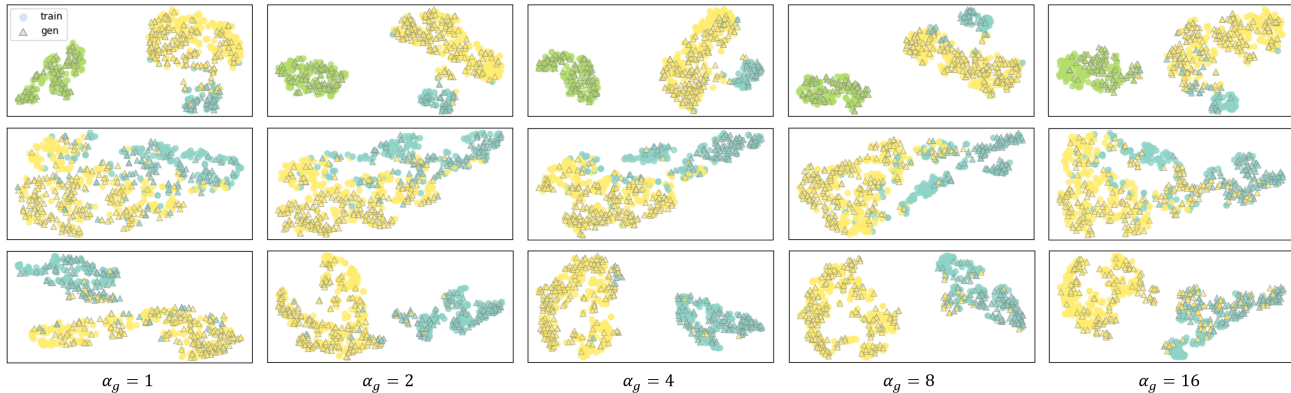 train
gen
α_g = 1
α_g = 2
α_g = 4
α_g = 8
α_g = 16